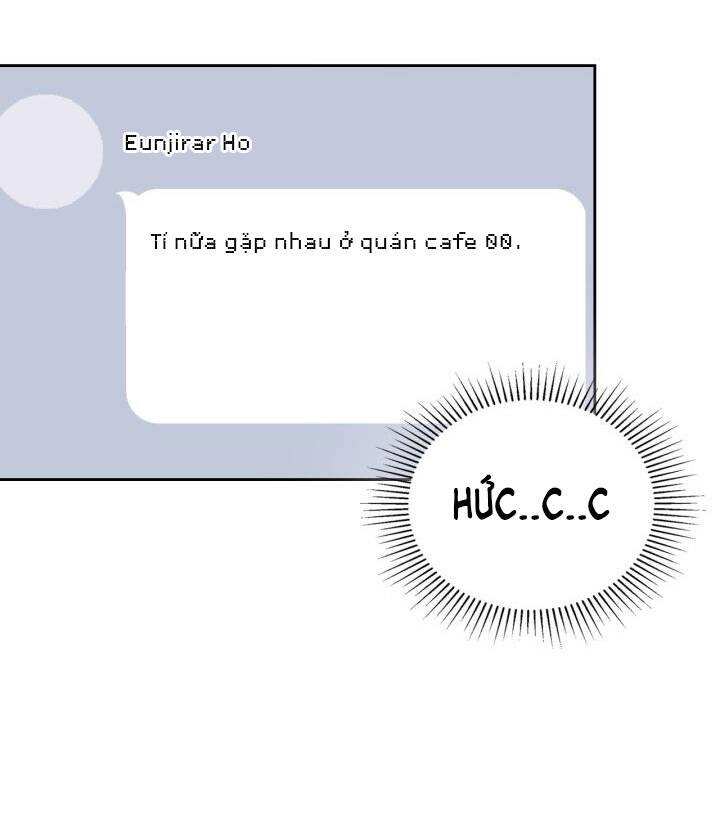 Eunjirar Ho
Tí nữa gặp nhau ở quán cafe 00.
HỨC..C..C